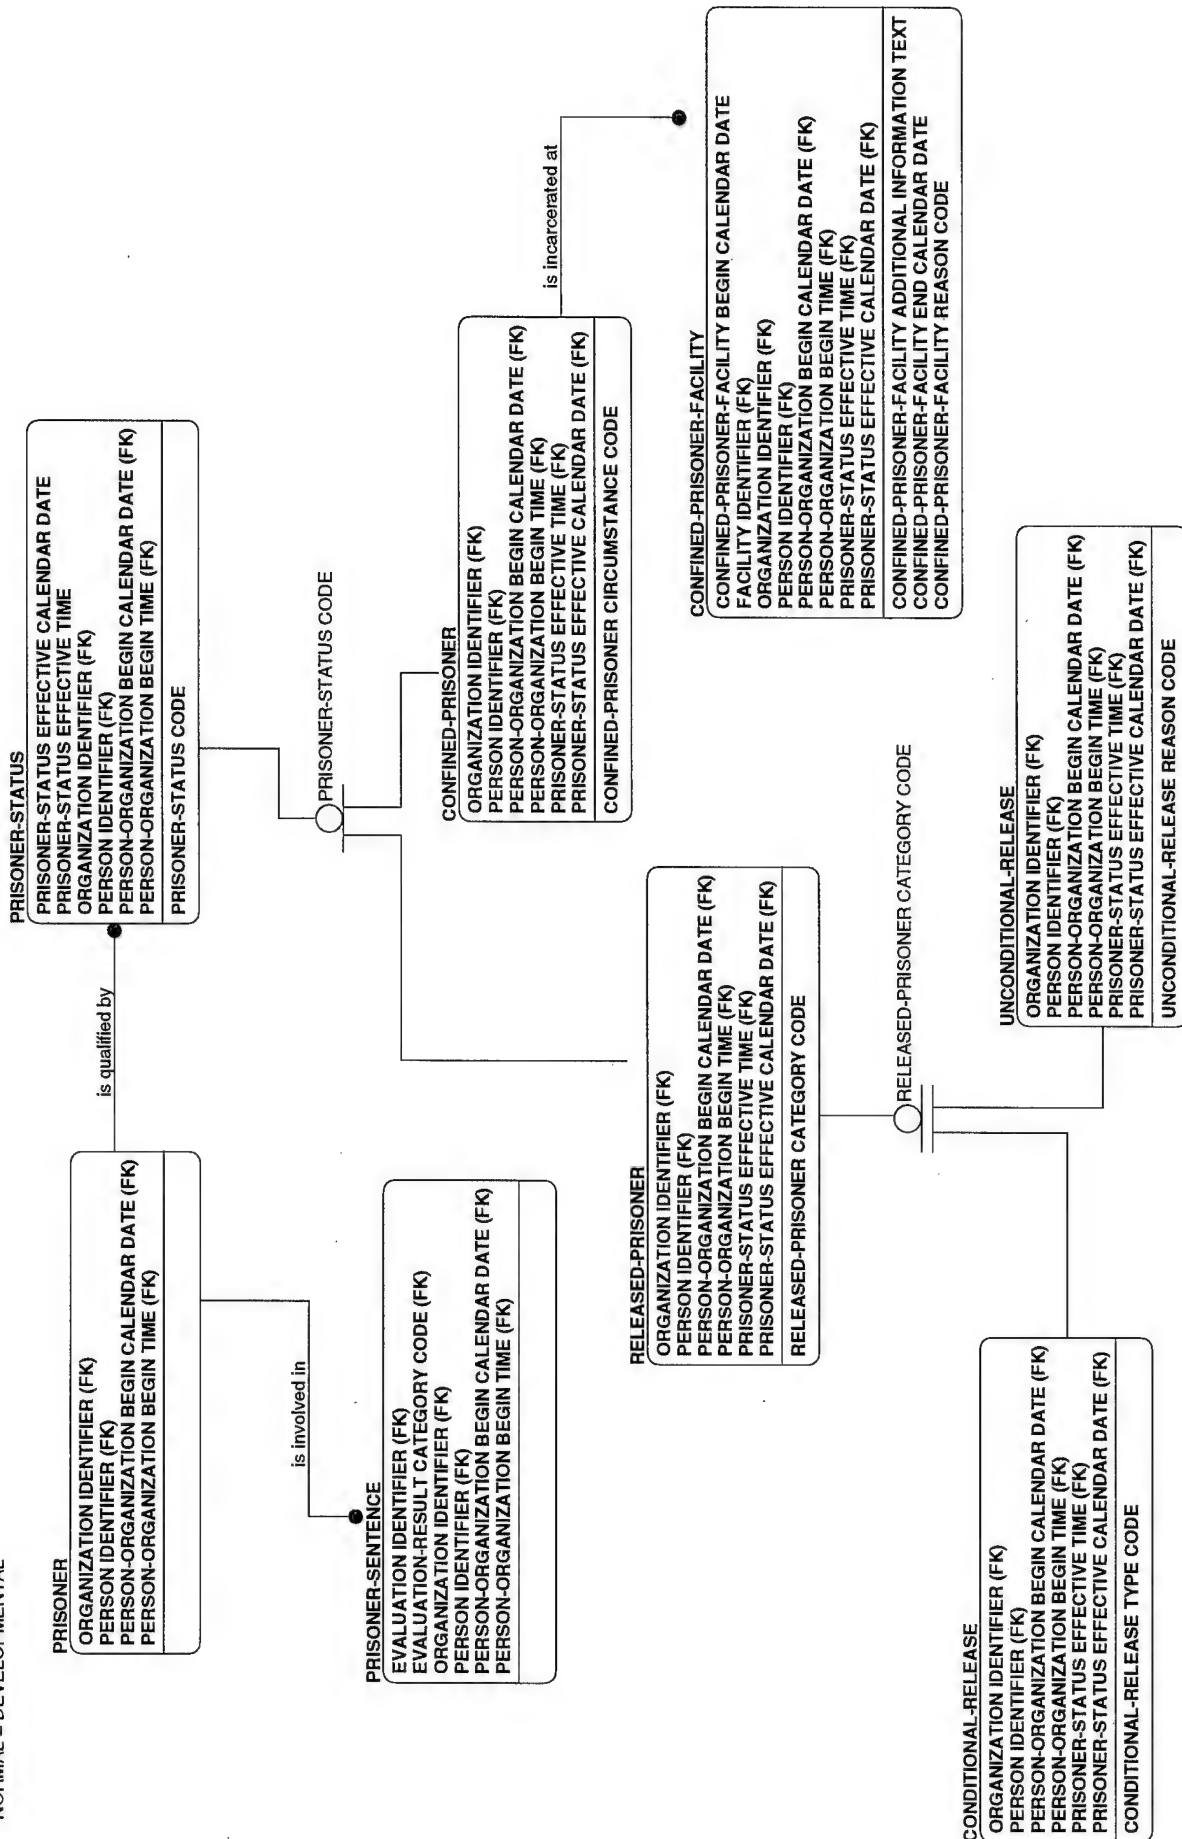 NORMAL = DEVELOPMENTAL
PRISONER
ORGANIZATION IDENTIFIER (FK)
PERSON IDENTIFIER (FK)
PERSON-ORGANIZATION BEGIN CALENDAR DATE (FK)
PERSON-ORGANIZATION BEGIN TIME (FK)
is qualified by
PRISONER-STATUS
PRISONER-STATUS EFFECTIVE CALENDAR DATE
PRISONER-STATUS EFFECTIVE TIME
ORGANIZATION IDENTIFIER (FK)
PERSON IDENTIFIER (FK)
PERSON-ORGANIZATION BEGIN CALENDAR DATE (FK)
PERSON-ORGANIZATION BEGIN TIME (FK)
PRISONER-STATUS CODE
is involved in
PRISONER-STATUS CODE
PRISONER-SENTENCE
EVALUATION IDENTIFIER (FK)
EVALUATION-RESULT CATEGORY CODE (FK)
ORGANIZATION IDENTIFIER (FK)
PERSON IDENTIFIER (FK)
PERSON-ORGANIZATION BEGIN CALENDAR DATE (FK)
PERSON-ORGANIZATION BEGIN TIME (FK)
CONFINED-PRISONER
ORGANIZATION IDENTIFIER (FK)
PERSON IDENTIFIER (FK)
PERSON-ORGANIZATION BEGIN CALENDAR DATE (FK)
PERSON-ORGANIZATION BEGIN TIME (FK)
PRISONER-STATUS EFFECTIVE TIME (FK)
PRISONER-STATUS EFFECTIVE CALENDAR DATE (FK)
CONFINED-PRISONER CIRCUMSTANCE CODE
is incarcerated at
RELEASED-PRISONER
ORGANIZATION IDENTIFIER (FK)
PERSON IDENTIFIER (FK)
PERSON-ORGANIZATION BEGIN CALENDAR DATE (FK)
PERSON-ORGANIZATION BEGIN TIME (FK)
PRISONER-STATUS EFFECTIVE TIME (FK)
PRISONER-STATUS EFFECTIVE CALENDAR DATE (FK)
RELEASED-PRISONER CATEGORY CODE
CONFINED-PRISONER-FACILITY
CONFINED-PRISONER-FACILITY BEGIN CALENDAR DATE
FACILITY IDENTIFIER (FK)
ORGANIZATION IDENTIFIER (FK)
PERSON IDENTIFIER (FK)
PERSON-ORGANIZATION BEGIN CALENDAR DATE (FK)
PERSON-ORGANIZATION BEGIN TIME (FK)
PRISONER-STATUS EFFECTIVE TIME (FK)
PRISONER-STATUS EFFECTIVE CALENDAR DATE (FK)
CONFINED-PRISONER-FACILITY ADDITIONAL INFORMATION TEXT
CONFINED-PRISONER-FACILITY END CALENDAR DATE
CONFINED-PRISONER-FACILITY REASON CODE
RELEASED-PRISONER CATEGORY CODE
CONDITIONAL-RELEASE
ORGANIZATION IDENTIFIER (FK)
PERSON IDENTIFIER (FK)
PERSON-ORGANIZATION BEGIN CALENDAR DATE (FK)
PERSON-ORGANIZATION BEGIN TIME (FK)
PRISONER-STATUS EFFECTIVE TIME (FK)
PRISONER-STATUS EFFECTIVE CALENDAR DATE (FK)
CONDITIONAL-RELEASE TYPE CODE
UNCONDITIONAL-RELEASE
ORGANIZATION IDENTIFIER (FK)
PERSON IDENTIFIER (FK)
PERSON-ORGANIZATION BEGIN CALENDAR DATE (FK)
PERSON-ORGANIZATION BEGIN TIME (FK)
PRISONER-STATUS EFFECTIVE TIME (FK)
PRISONER-STATUS EFFECTIVE CALENDAR DATE (FK)
UNCONDITIONAL-RELEASE REASON CODE